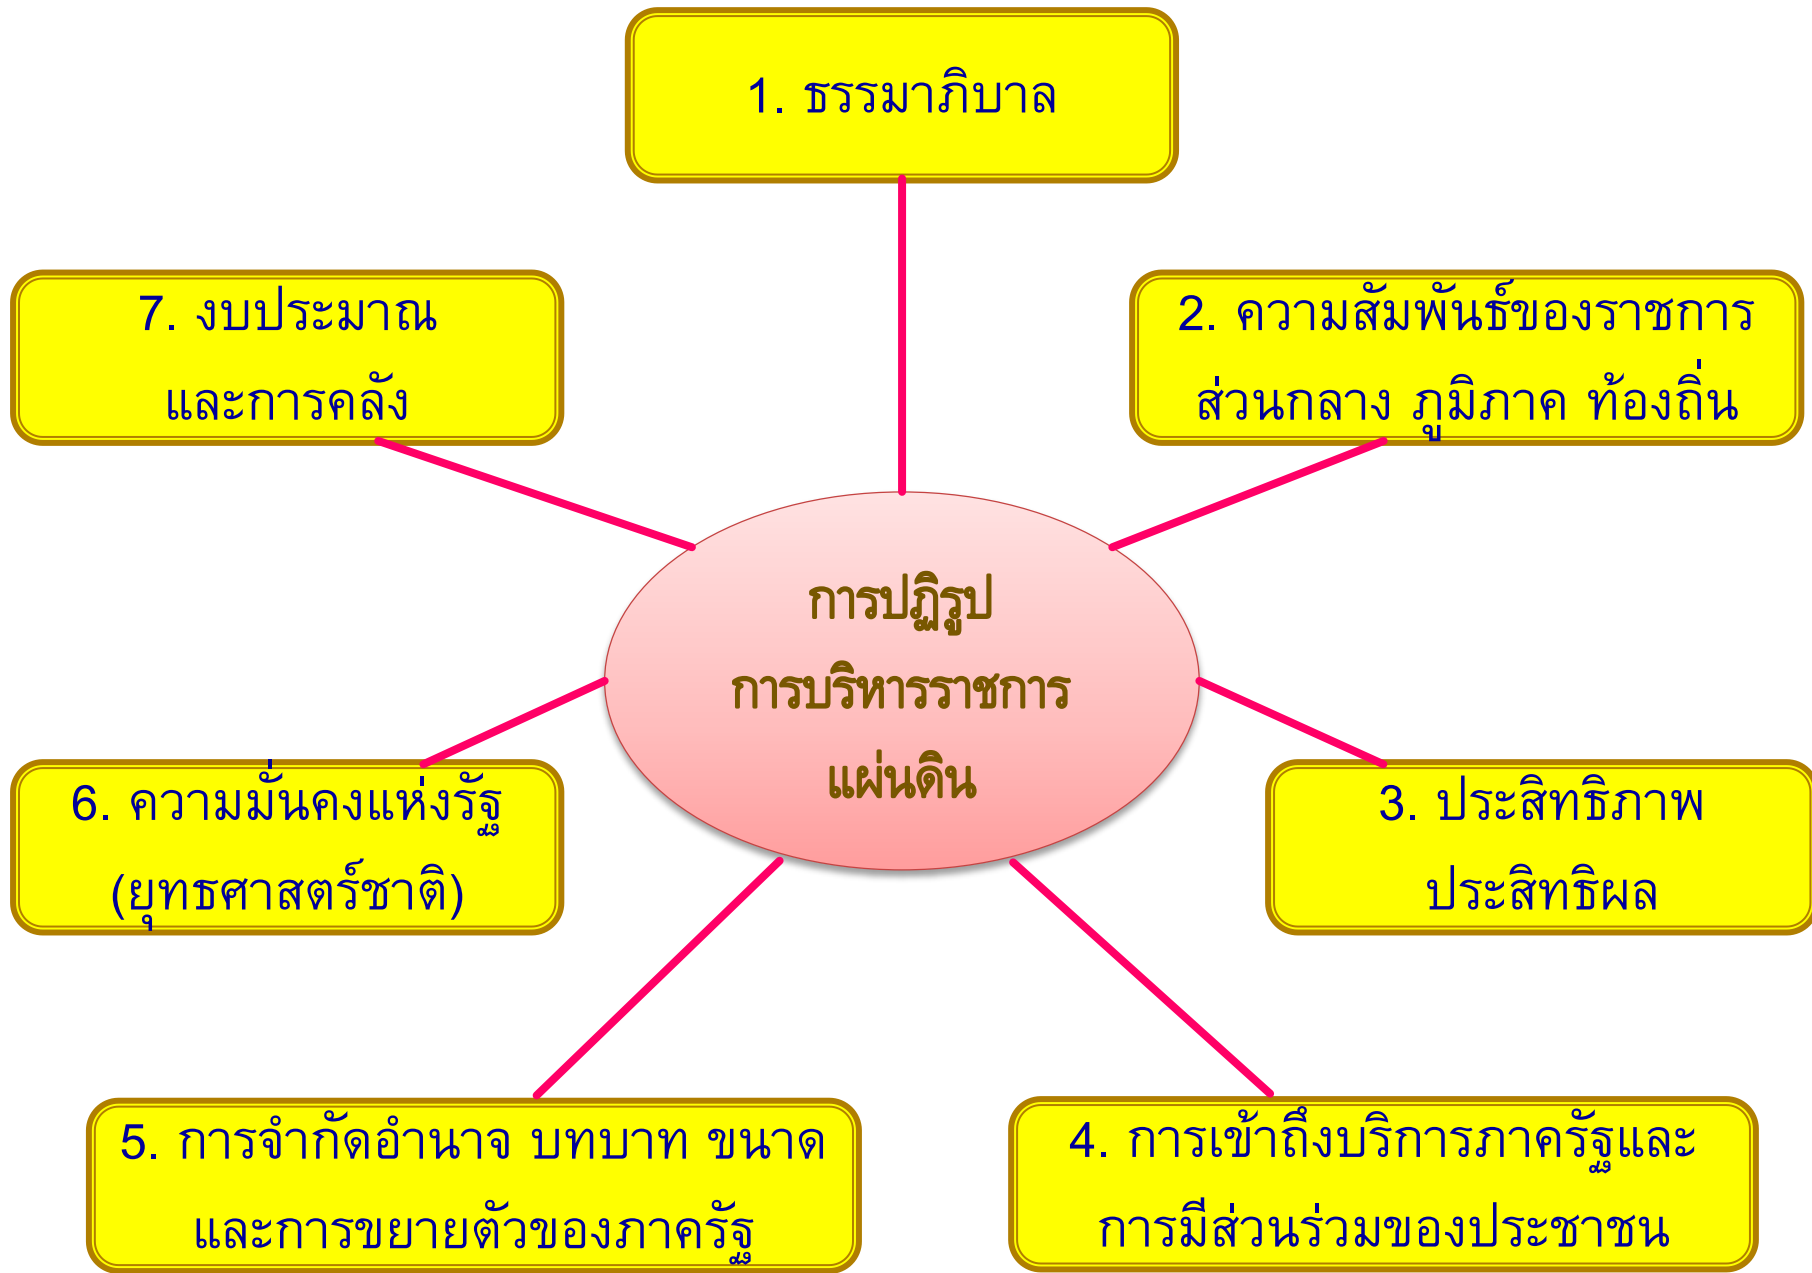 1. ธรรมาภิบาล
7. งบประมาณ
และการคลัง
2. ความสัมพันธ์ของราชการ
ส่วนกลาง ภูมิภาค ท้องถิ่น
การปฏิรูป
การบริหารราชการ
แผ่นดิน
6. ความมั่นคงแห่งรัฐ
(ยุทธศาสตร์ชาติ)
3. ประสิทธิภาพ
ประสิทธิผล
5. การจำกัดอำนาจ บทบาท ขนาด
และการขยายตัวของภาครัฐ
4. การเข้าถึงบริการภาครัฐและ
การมีส่วนร่วมของประชาชน